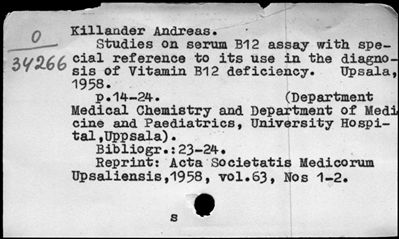 0
34266
Killander Andreas.
Studies on serum B12 assay with spe-
cial reference to its use in the diagno-
sis of Vitamin B12 deficiency. Upsala,
1958.
p.14-24. (Department
Medical Chemistry and Department of Medi
cine and Paediatrics, University Hospi-
tal,Uppsala).
Bibliogr.:23-24.
Reprint: Acta Societatis Medicorum
Upsaliensis,1958, vol.63, Nos 1-2.
s